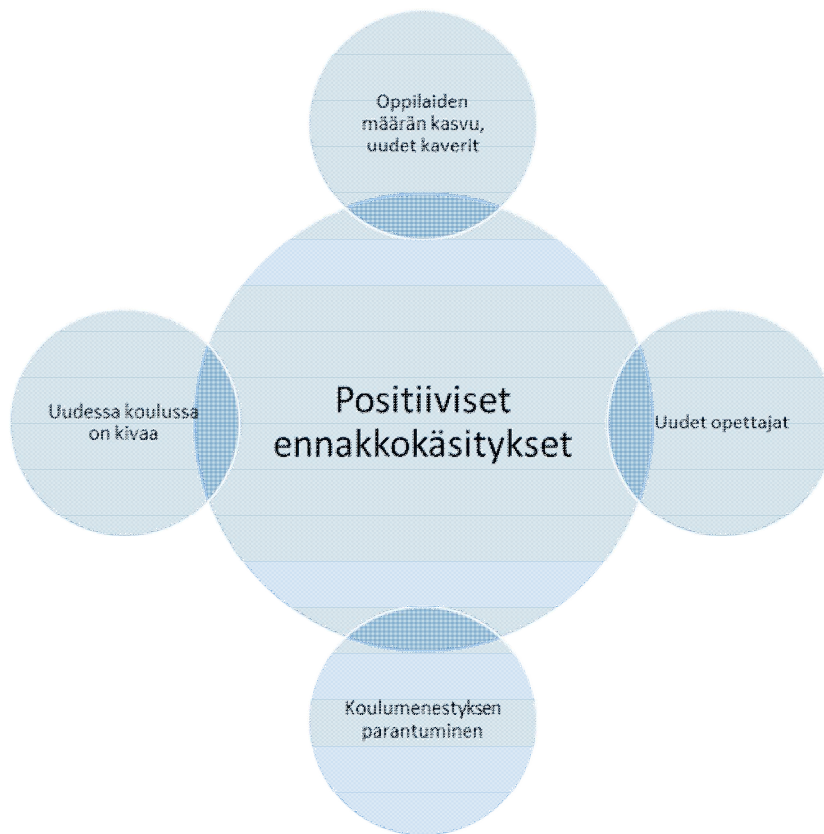 Oppilaiden
määrän kasvu,
uudet kaverit
Uudessa koulussa
on kivaa
Positiiviset
ennakkokäsitykset
Uudet opettajat
Koulumenestyksen
parantuminen